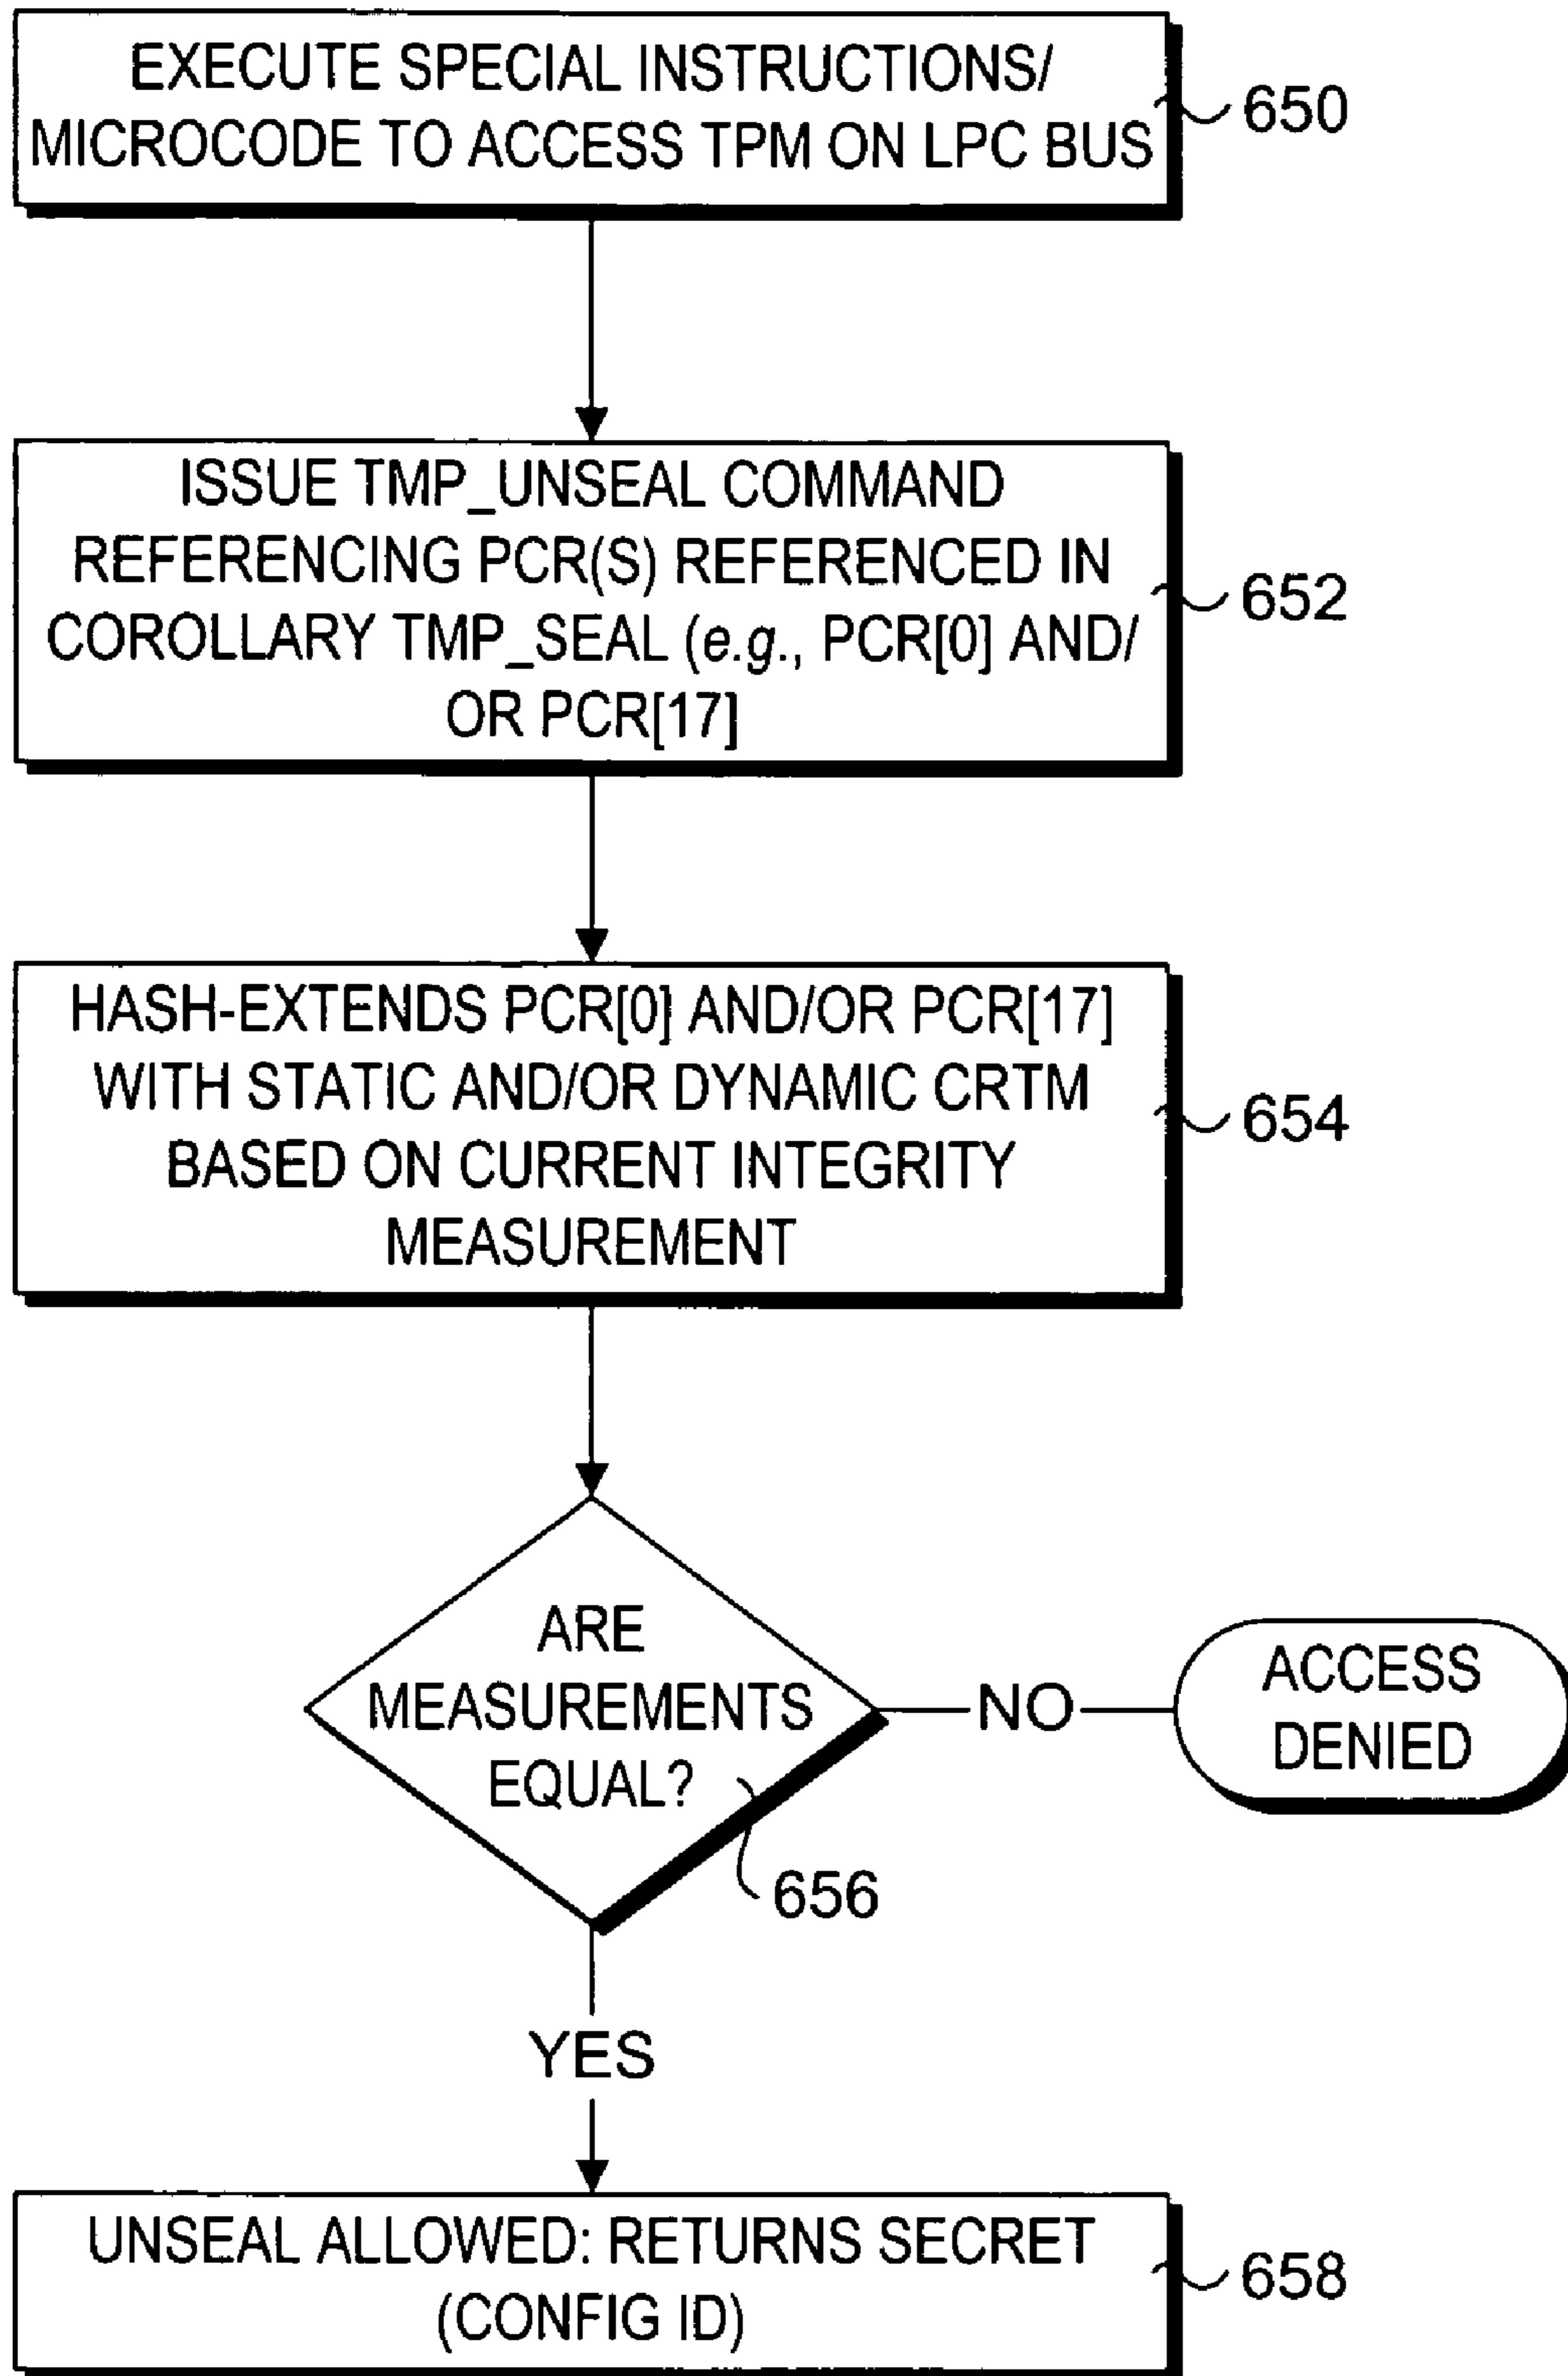 EXECUTE SPECIAL INSTRUCTIONS/
MICROCODE TO ACCESS TPM ON LPC BUS
650
ISSUE TMP_UNSEAL COMMAND
REFERENCING PCR(S) REFERENCED IN
COROLLARY TMP_SEAL (e.g., PCR[0] AND/
OR PCR[17]
652
HASH-EXTENDS PCR[0] AND/OR PCR[17]
WITH STATIC AND/OR DYNAMIC CRTM
BASED ON CURRENT INTEGRITY
MEASUREMENT
654
ARE
MEASUREMENTS
EQUAL?
656
NO
ACCESS
DENIED
YES
UNSEAL ALLOWED: RETURNS SECRET
(CONFIG ID)
658